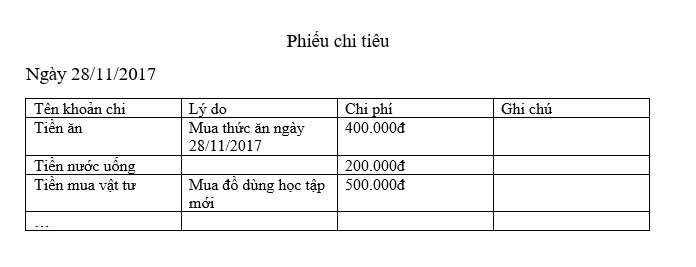 Phiếu chi tiêu
Ngày 28/11/2017
Tên khoản chi Lý do Chi phí Ghi chú
Tiền ăn Mua thức ăn ngày 400.000đ
28/11/2017
Tiền nước uống 200.000đ
Tiền mua vật tư Mua đồ dùng học tập 500.000đ
mới
…